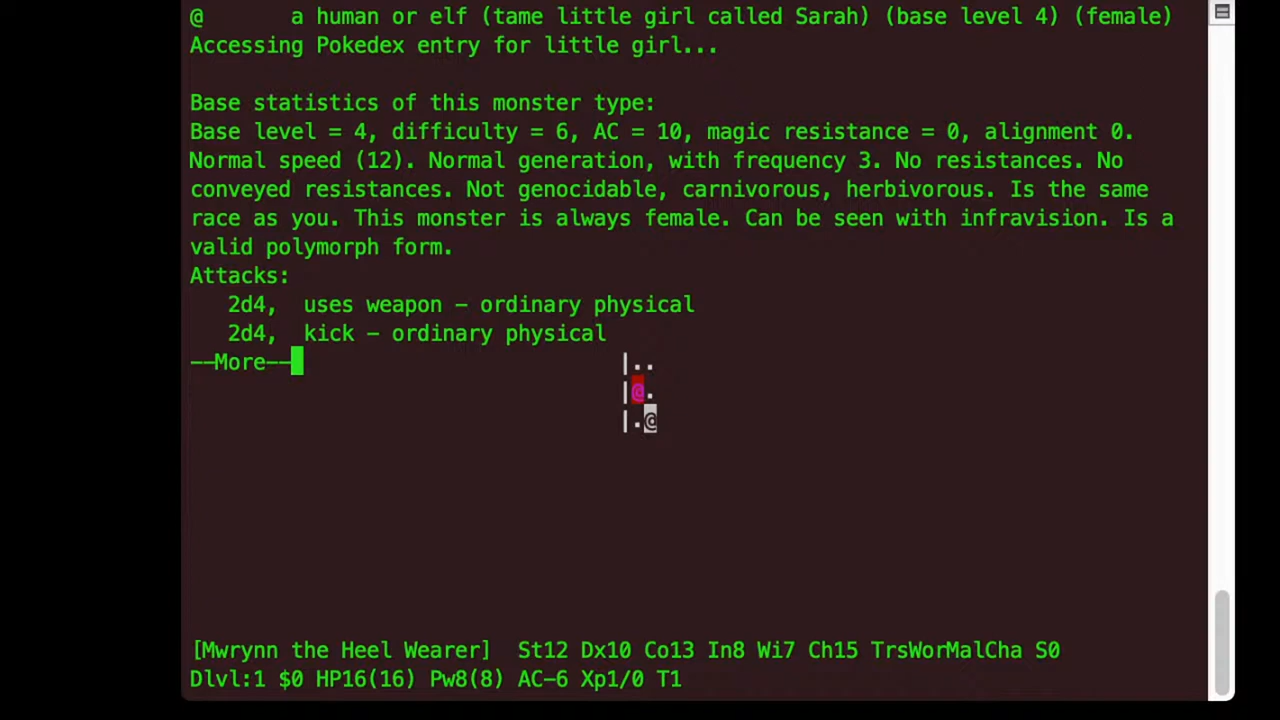 @       a human or elf (tame little girl called Sarah) (base level 4) (female)
Accessing Pokedex entry for little girl...
Base statistics of this monster type:
Base level = 4, difficulty = 6, AC = 10, magic resistance = 0, alignment 0.
Normal speed (12). Normal generation, with frequency 3. No resistances. No
conveyed resistances. Not genocidable, carnivorous, herbivorous. Is the same
race as you. This monster is always female. Can be seen with infravision. Is a
valid polymorph form.
Attacks:
   2d4,  uses weapon - ordinary physical
   2d4,  kick - ordinary physical
--More--                          |..
|@.
|.@
[Mwrynn the Heel Wearer]  St12 Dx10 Co13 In8 Wi7 Ch15 TrsWorMalCha S0
Dlvl:1 $0 HP16(16) Pw8(8) AC-6 Xp1/0 T1